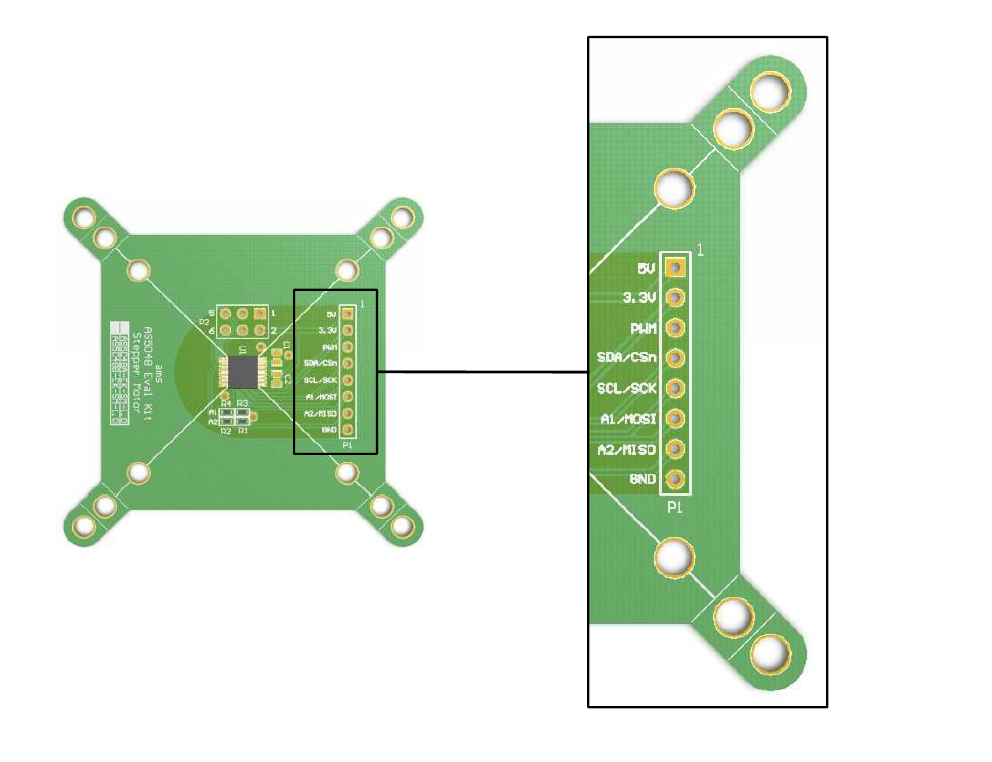 1
5V
3.3V
PWM
SDA/CSn
SCL/SCK
A1/MOSI
A2/MISO
GND
P1
5
1
P2
6
2
U1
C1
C2
R4
R3
A1
A2
R2
R1
ams
AS5048 Eval Kit
Stepper Motor
1
5V
3.3V
PWM
SDA/CSn
SCL/SCK
A1/MOSI
A2/MISO
GND
P1